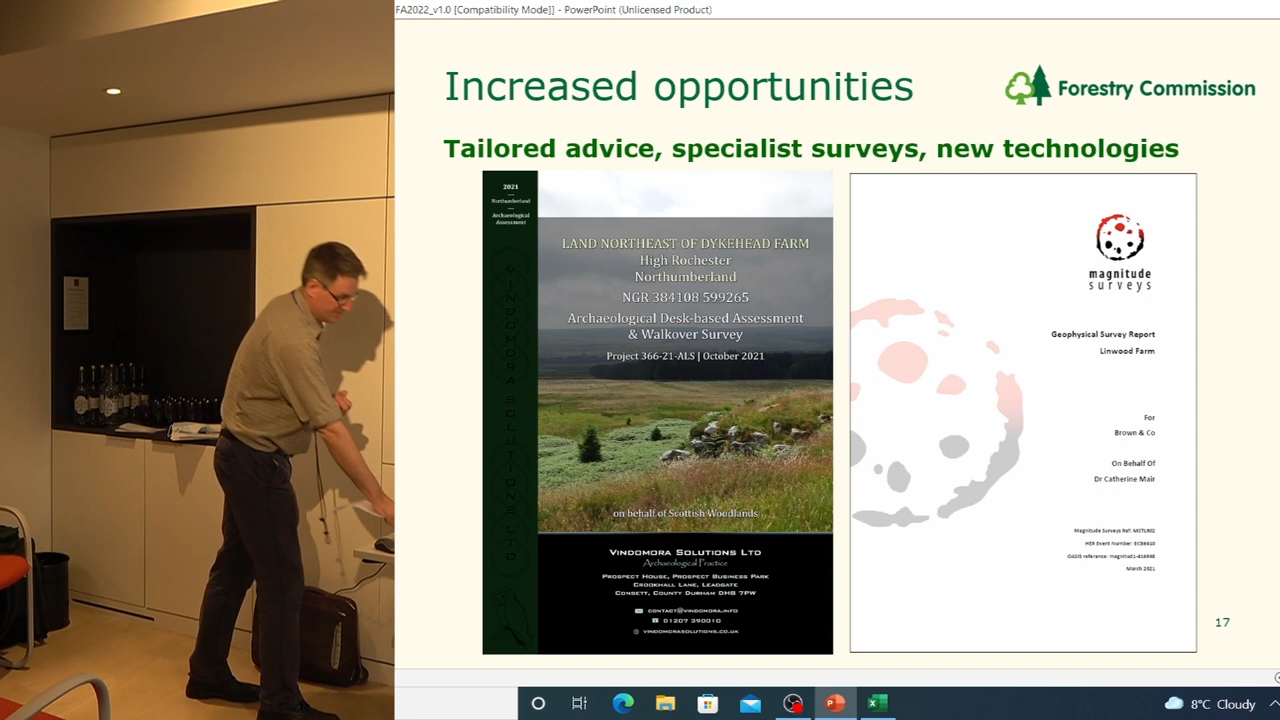 FA2022_v1.0 [Compatibility Mode]] - PowerPoint (Unlicensed Product)
Increased opportunities
Forestry Commission
Tailored advice, specialist surveys, new technologies
2021
Northumberland
Archaeological
Assessment
VINDOMORA SOLUTIONS LTD
LAND NORTHEAST OF DYKEHEAD FARM
High Rochester
Northumberland
NGR 384108 599265
Archaeological Desk-based Assessment
& Walkover Survey
Project 366-21-ALS | October 2021
on behalf of Scottish Woodlands
VINDOMORA SOLUTIONS LTD
Archaeological Practice
PROSPECT HOUSE, PROSPECT BUSINESS PARK
CROOKHALL LANE, LEADGATE
CONSETT, COUNTY DURHAM DH8 7PW
CONTACT@VINDOMORA.INFO
01207 390010
VINDOMORASOLUTIONS.CO.UK
magnitude
surveys
Geophysical Survey Report
Linwood Farm
For
Brown & Co
On Behalf Of
Dr Catherine Mair
Magnitude Surveys Ref: MSTL902
HER Event Number: ECB6610
OASIS reference: magnitud1-416998
March 2021
17
8°C Cloudy